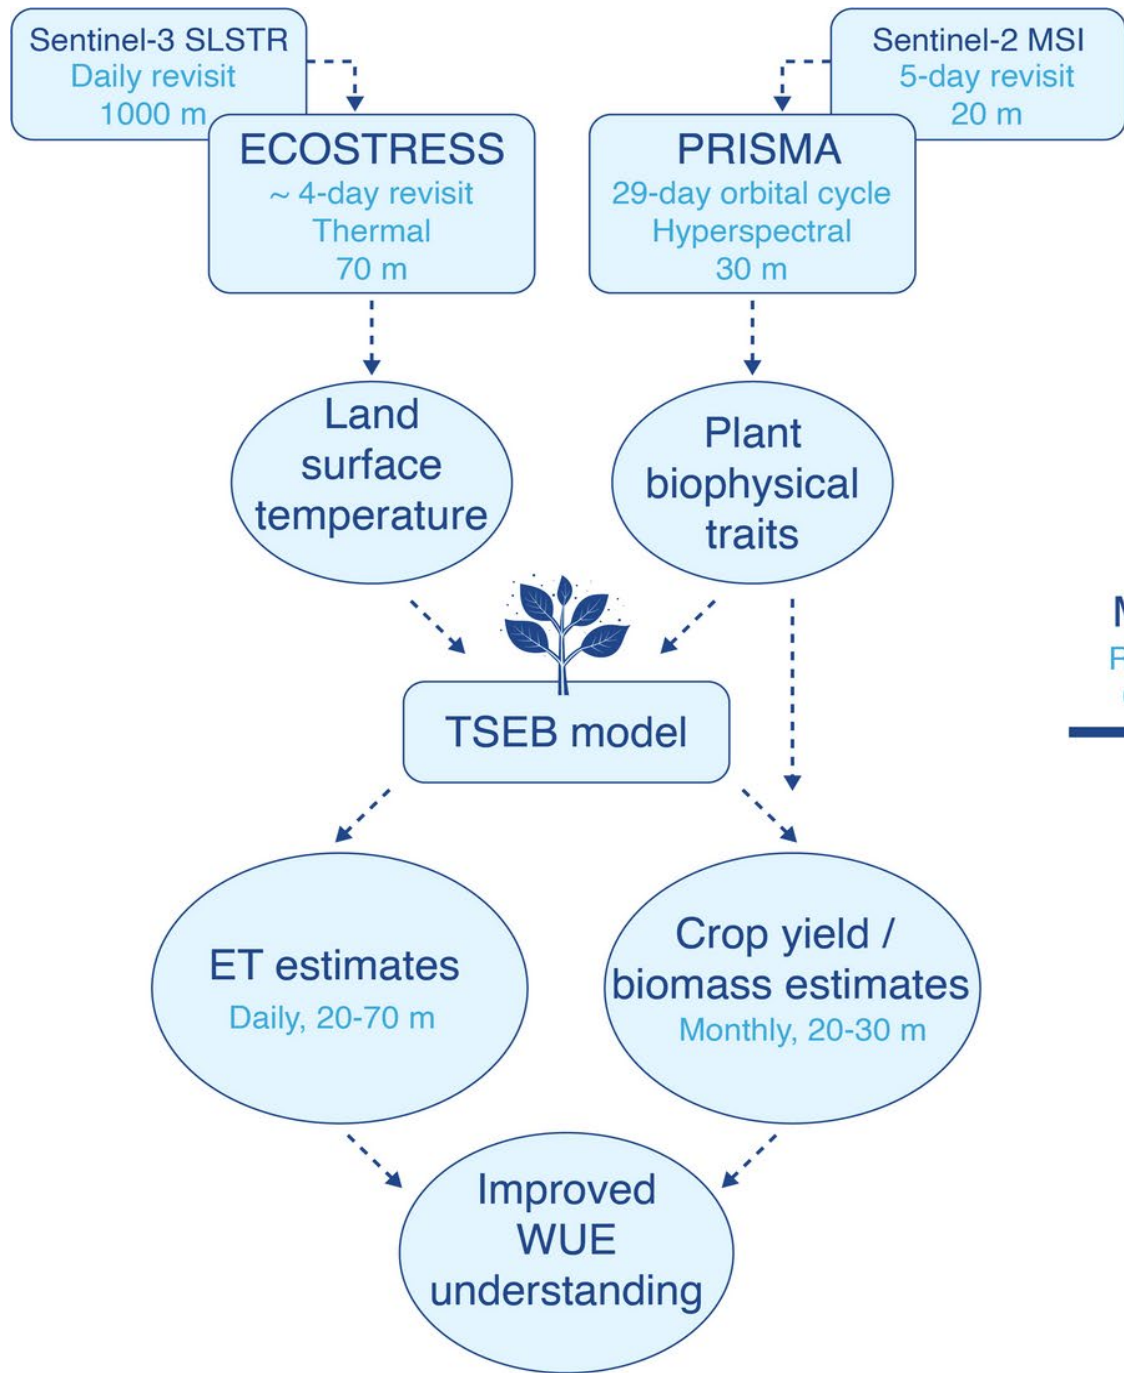 Sentinel-3 SLSTR
Daily revisit
1000 m
Sentinel-2 MSI
5-day revisit
20 m
ECOSTRESS
~ 4-day revisit
Thermal
70 m
PRISMA
29-day orbital cycle
Hyperspectral
30 m
Land
surface
temperature
Plant
biophysical
traits
TSEB model
ET estimates
Daily, 20-70 m
Crop yield /
biomass estimates
Monthly, 20-30 m
Improved
WUE
understanding